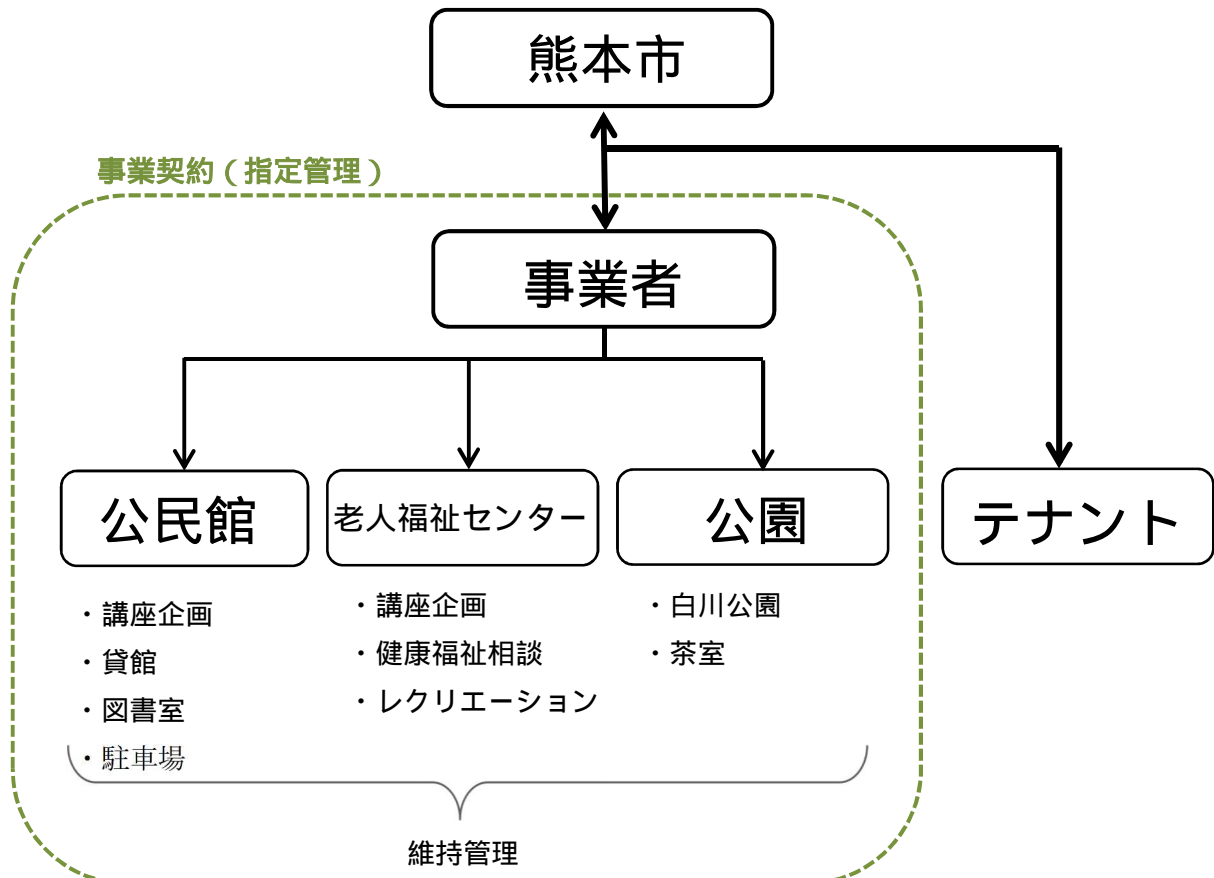 熊本市
事業契約（指定管理）
事業者
公民館
老人福祉センター
公園
テナント
・講座企画
・貸館
・図書室
・駐車場
・講座企画
・健康福祉相談
・レクリエーション
・白川公園
・茶室
維持管理